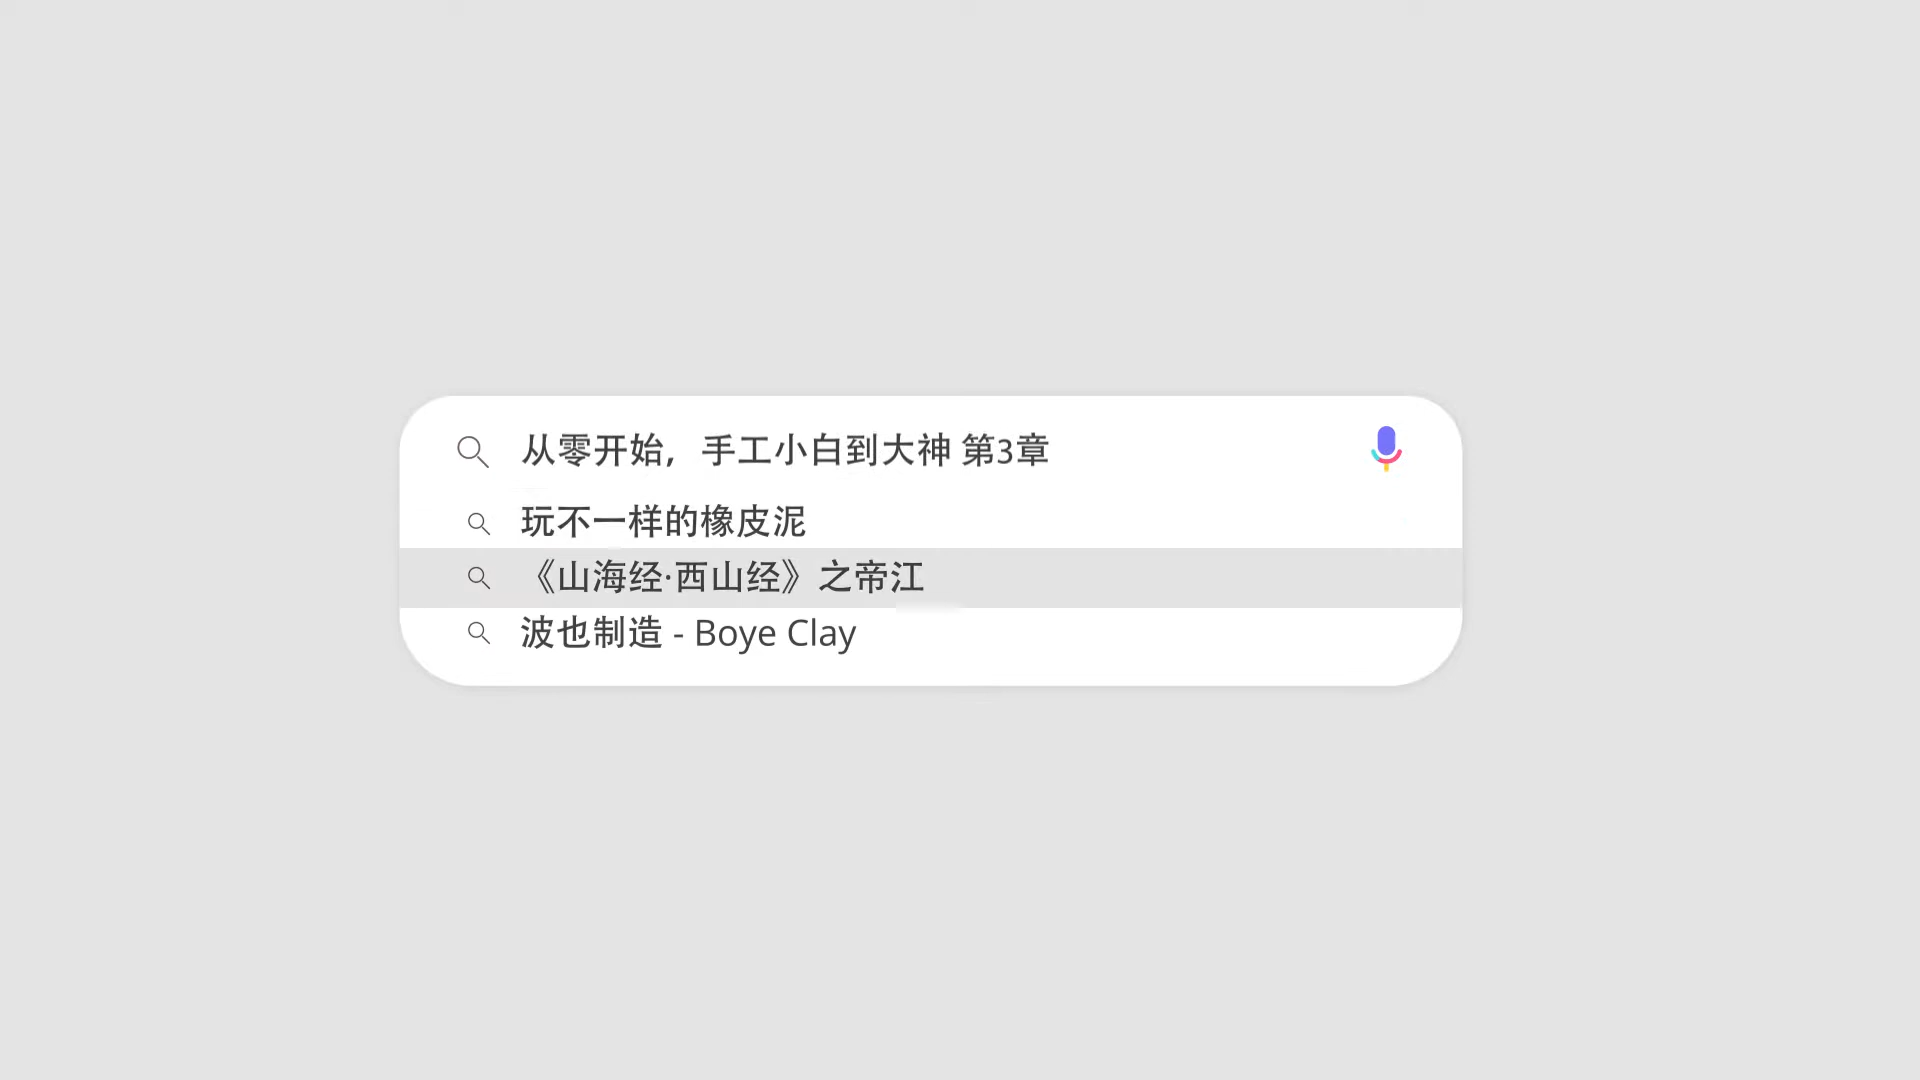 从零开始，手工小白到大神 第3章
玩不一样的橡皮泥
《山海经·西山经》之帝江
波也制造 - Boye Clay